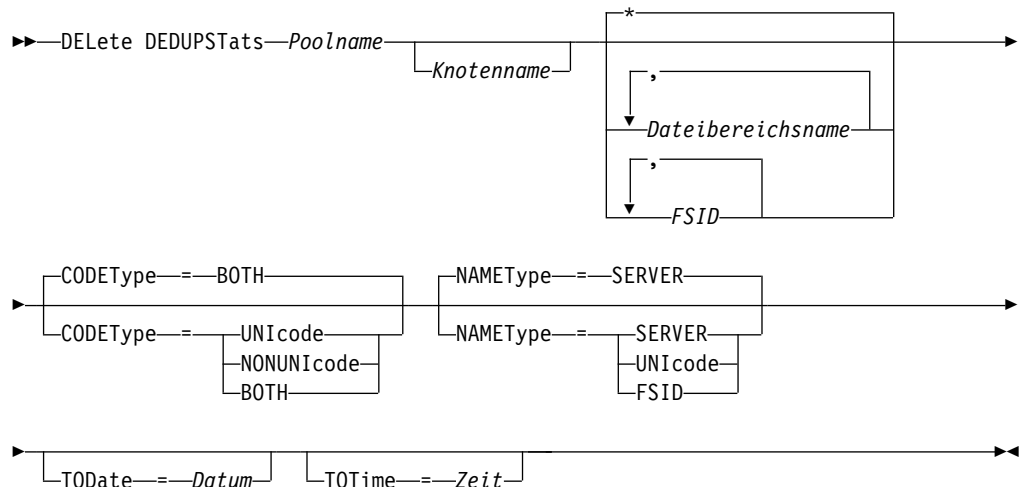 *
DELete DEDUPSTats Poolname
Knotenname
,
Dateibereichsname
,
FSID
CODEType = BOTH NAMEType = SERVER
CODEType = UNIcode NAMEType = SERVER
NONUNIcode UNIcode
BOTH FSID
TODate = Datum TOTime = Zeit